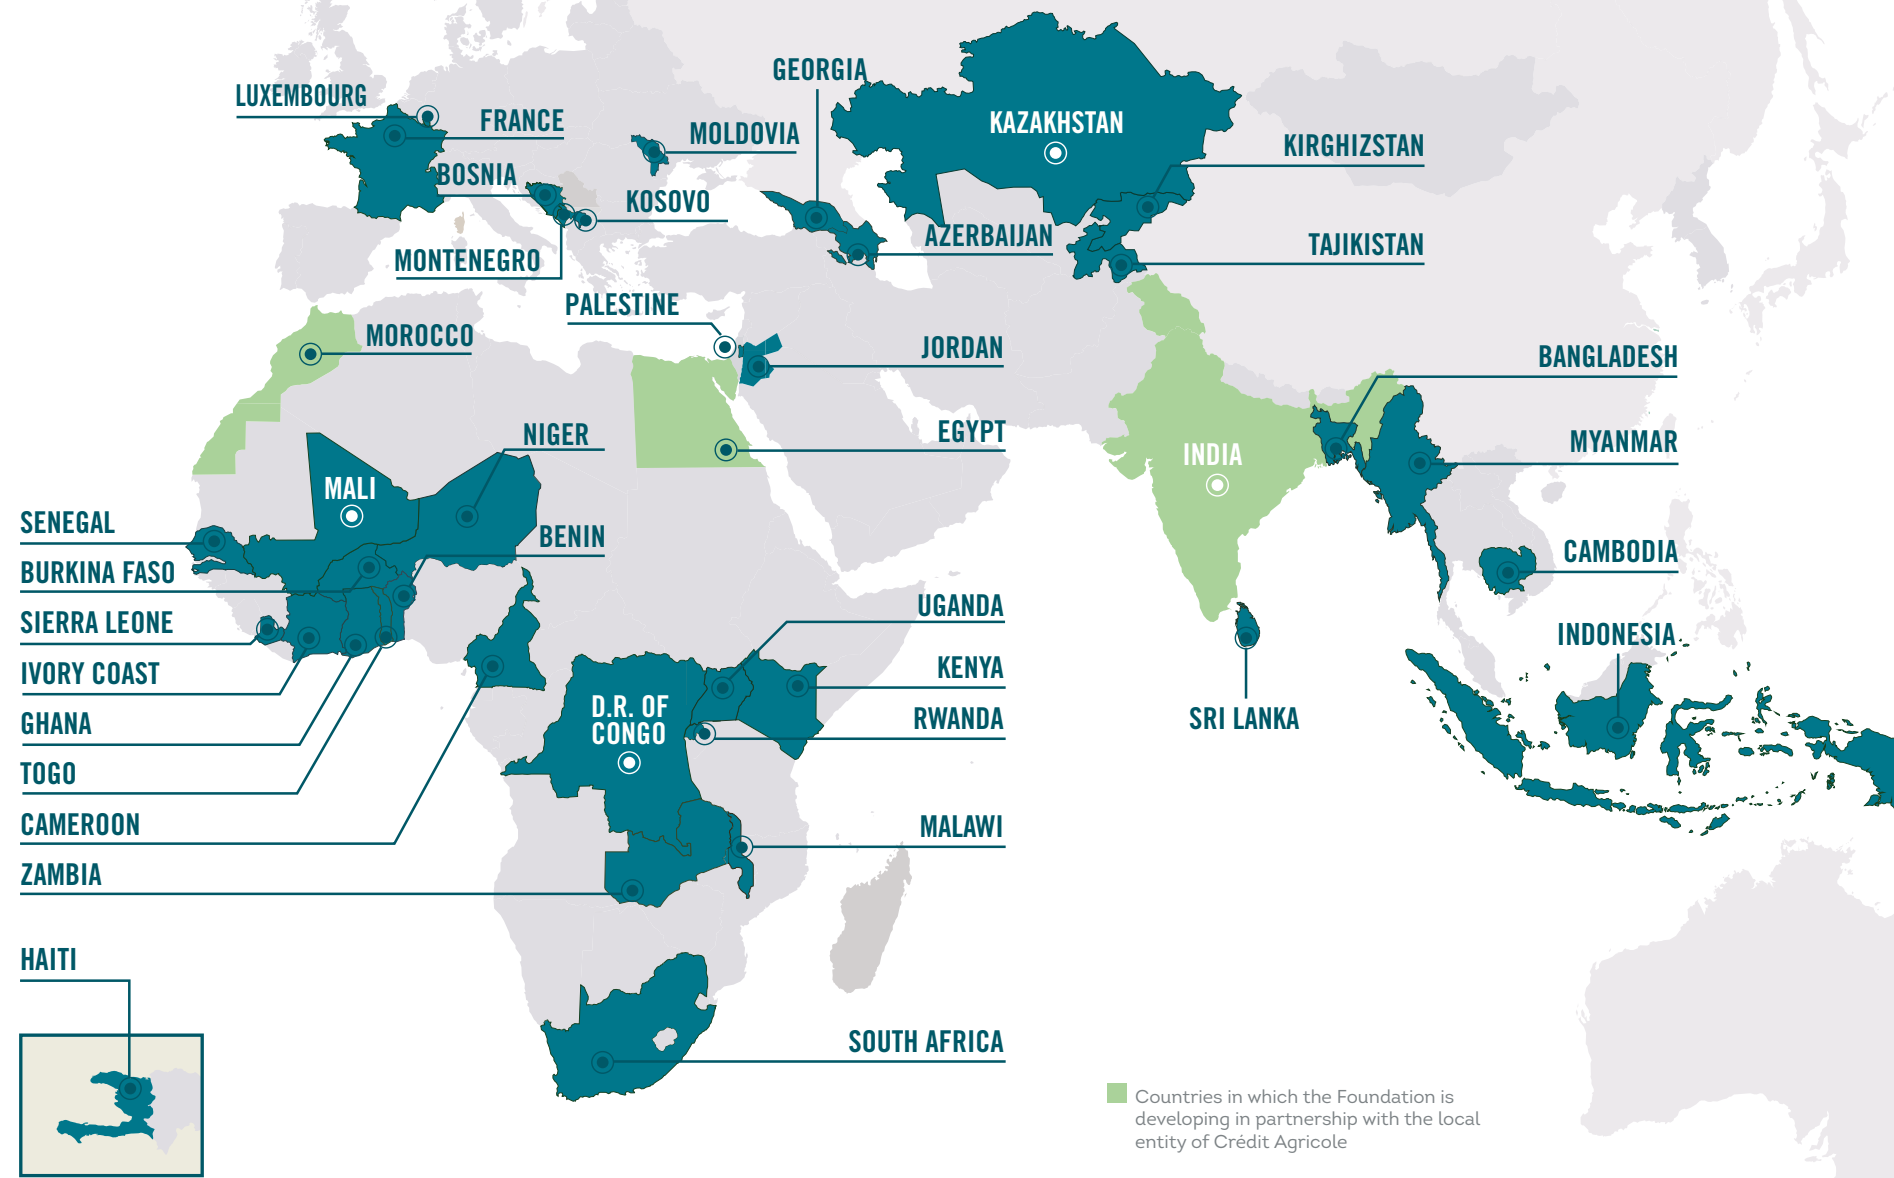 GEORGIA
LUXEMBOURG
FRANCE
MOLDOVIA
KAZAKHSTAN
KIRGHIZSTAN
BOSNIA
KOSOVO
AZERBAIJAN
TAJIKISTAN
MONTENEGRO
PALESTINE
MOROCCO
JORDAN
BANGLADESH
NIGER
EGYPT
MYANMAR
INDIA
MALI
SENEGAL
BENIN
CAMBODIA
BURKINA FASO
UGANDA
SIERRA LEONE
INDONESIA
IVORY COAST
KENYA
D.R. OF
CONGO
RWANDA
SRI LANKA
GHANA
TOGO
CAMEROON
MALAWI
ZAMBIA
HAITI
SOUTH AFRICA
Countries in which the Foundation is
developing in partnership with the local
entity of Crédit Agricole